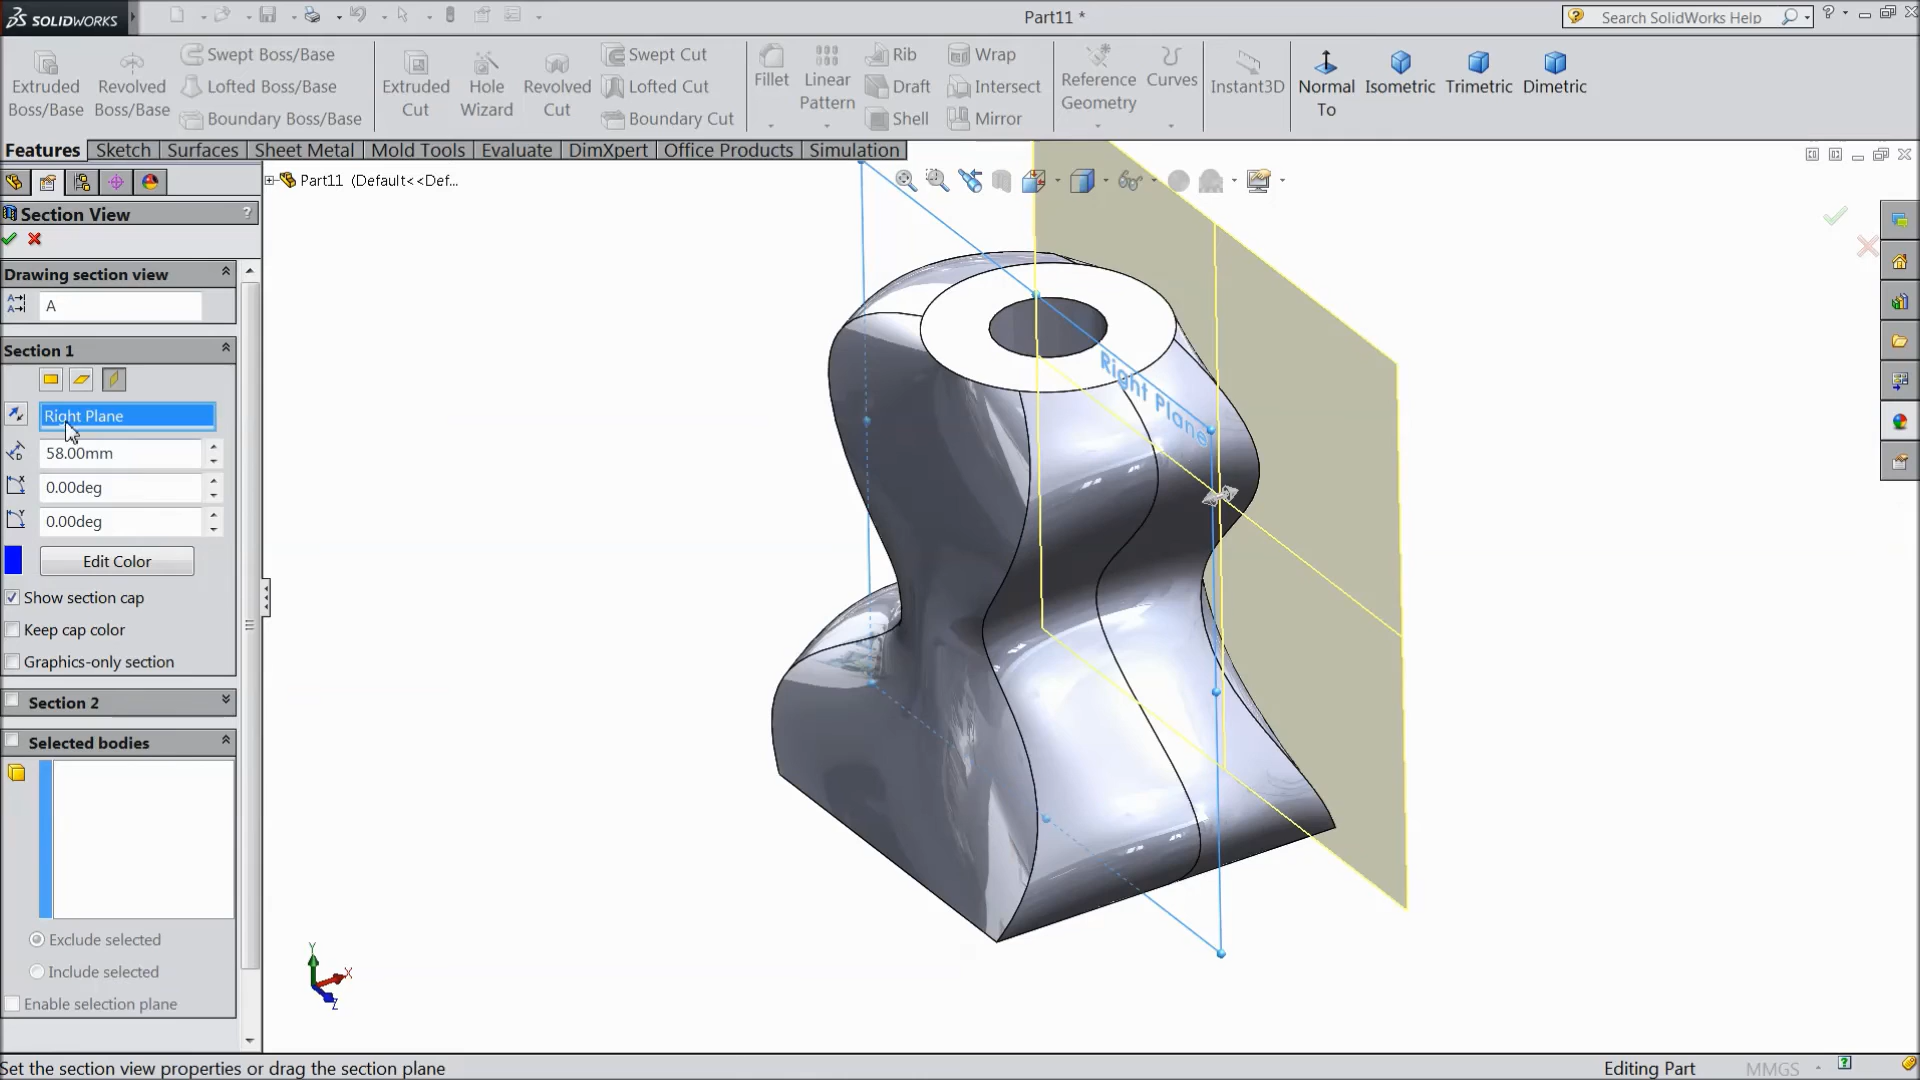 SOLIDWORKS
Part11 *
Search SolidWorks Help
Extruded Boss/Base
Revolved Boss/Base
Swept Boss/Base
Lofted Boss/Base
Boundary Boss/Base
Extruded Cut
Hole Wizard
Revolved Cut
Swept Cut
Lofted Cut
Boundary Cut
Fillet
Linear Pattern
Rib
Draft
Shell
Wrap
Intersect
Mirror
Reference Geometry
Curves
Instant3D
Normal To
Isometric
Trimetric
Dimetric
Features
Sketch
Surfaces
Sheet Metal
Mold Tools
Evaluate
DimXpert
Office Products
Simulation
Part11 (Default<<Def...
Section View
?
Drawing section view
A
Section 1
Right Plane
58.00mm
0.00deg
0.00deg
Edit Color
Show section cap
Keep cap color
Graphics-only section
Section 2
Selected bodies
Exclude selected
Include selected
Enable selection plane
Right Plane
Y
X
Z
Set the section view properties or drag the section plane
Editing Part
MMGS